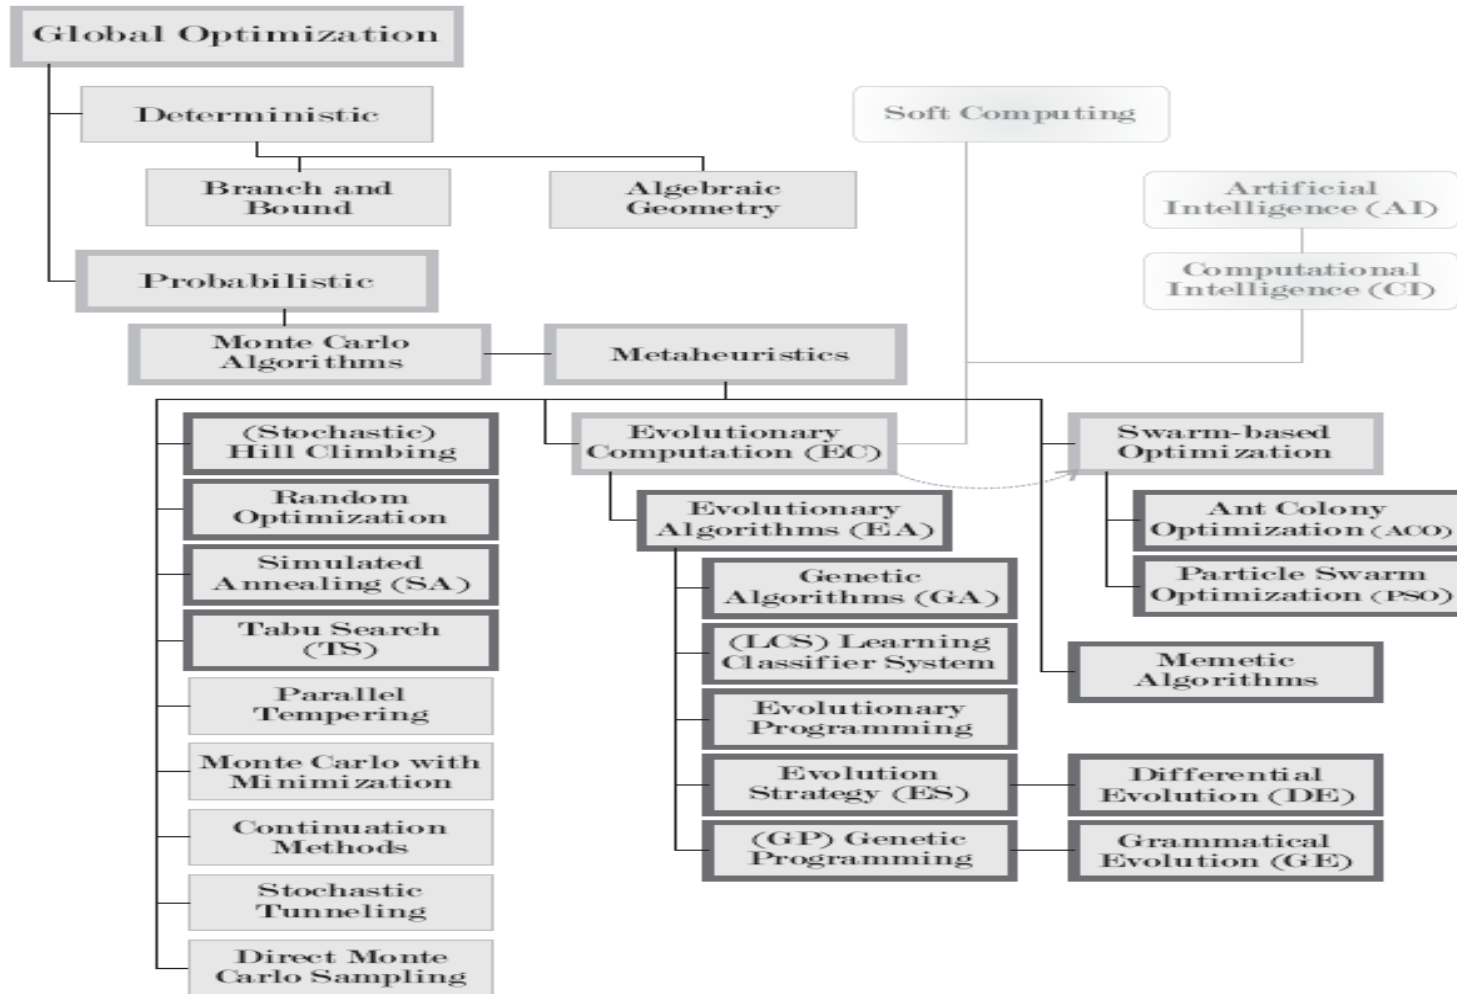 Global Optimization
Deterministic
Soft Computing
Branch and
Bound
Algebraic
Geometry
Artificial
Intelligence (AI)
Probabilistic
Computational
Intelligence (CI)
Monte Carlo
Algorithms
Metaheuristics
(Stochastic)
Hill Climbing
Random
Optimization
Simulated
Annealing (SA)
Tabu Search
(TS)
Parallel
Tempering
Monte Carlo with
Minimization
Continuation
Methods
Stochastic
Tunneling
Direct Monte
Carlo Sampling
Evolutionary
Computation (EC)
Evolutionary
Algorithms (EA)
Genetic
Algorithms (GA)
(LCS) Learning
Classifier System
Evolutionary
Programming
Evolution
Strategy (ES)
Differential
Evolution (DE)
(GP) Genetic
Programming
Grammatical
Evolution (GE)
Swarm-based
Optimization
Ant Colony
Optimization (ACO)
Particle Swarm
Optimization (PSO)
Memetic
Algorithms